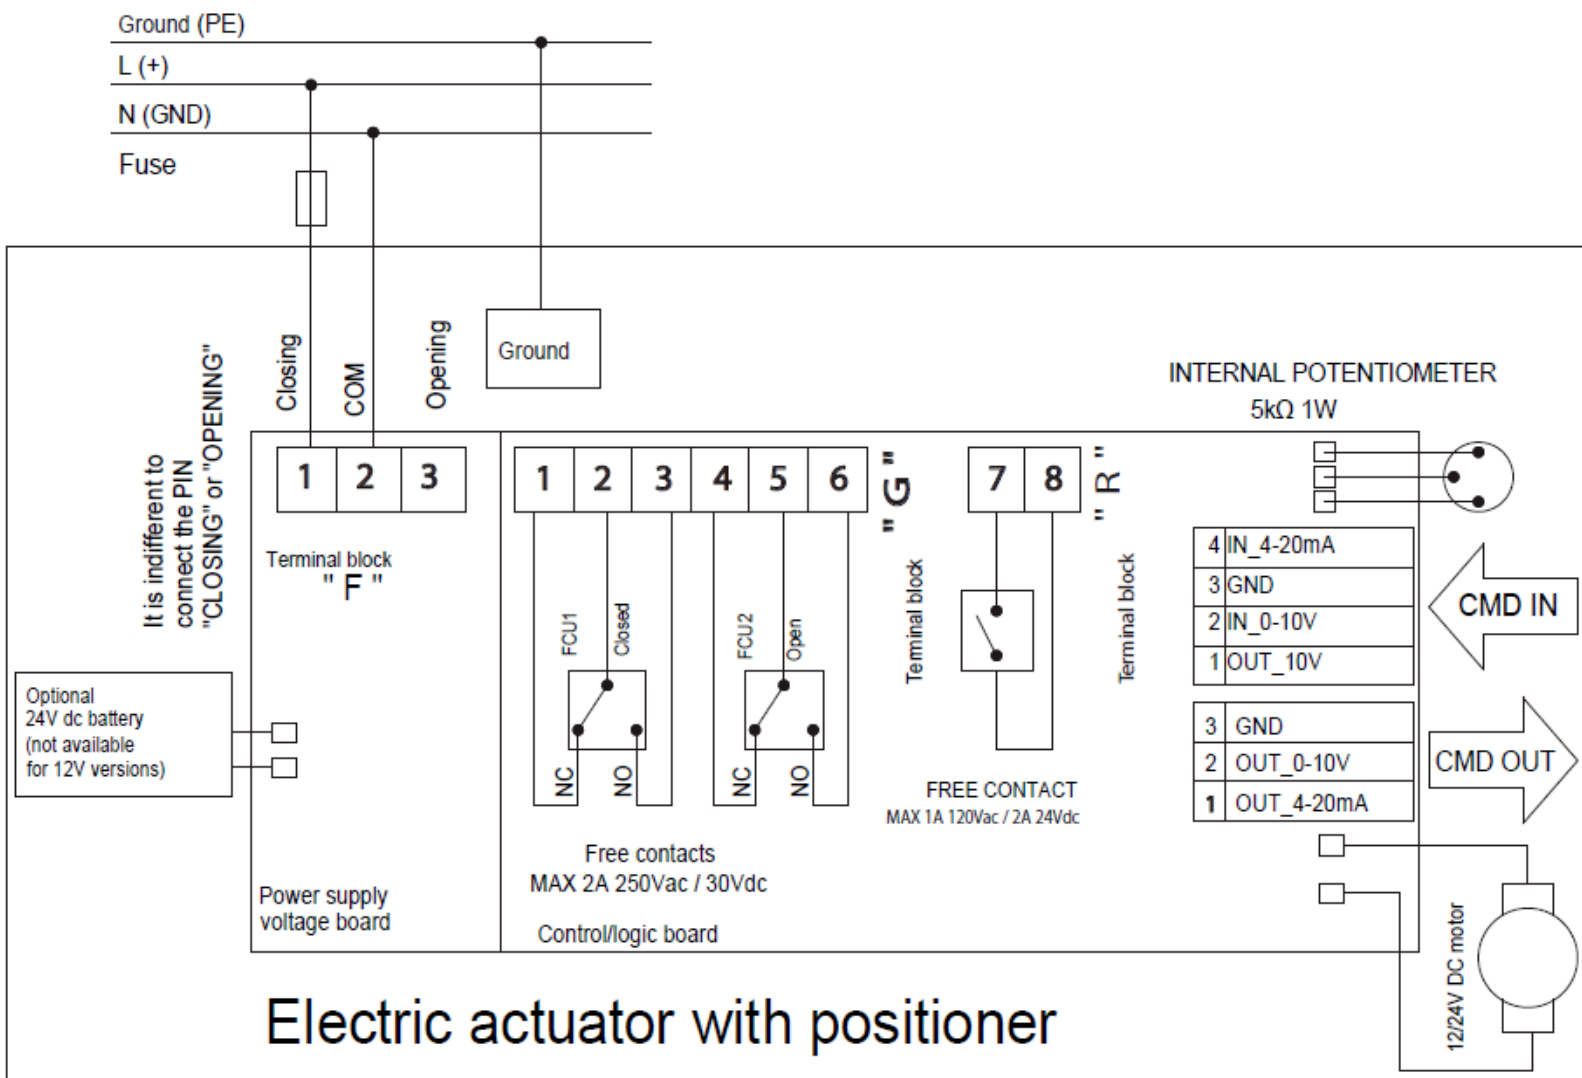 Ground (PE)
L (+)
N (GND)
Fuse
Closing
COM
Opening
Ground
It is indifferent to
connect the PIN
"CLOSING" or "OPENING"
INTERNAL POTENTIOMETER
5kΩ 1W
1 2 3
1 2 3 4 5 6
"G"
7 8
"R"
Terminal block
"F"
FCU1
Closed
FCU2
Open
Terminal block
Terminal block
4 IN_4-20mA
3 GND
2 IN_0-10V
1 OUT_10V
CMD IN
Optional
24V dc battery
(not available
for 12V versions)
3 GND
2 OUT_0-10V
1 OUT_4-20mA
CMD OUT
NC
NO
NC
NO
FREE CONTACT
MAX 1A 120Vac / 2A 24Vdc
Free contacts
MAX 2A 250Vac / 30Vdc
Power supply
voltage board
Control/logic board
12/24V DC motor
Electric actuator with positioner